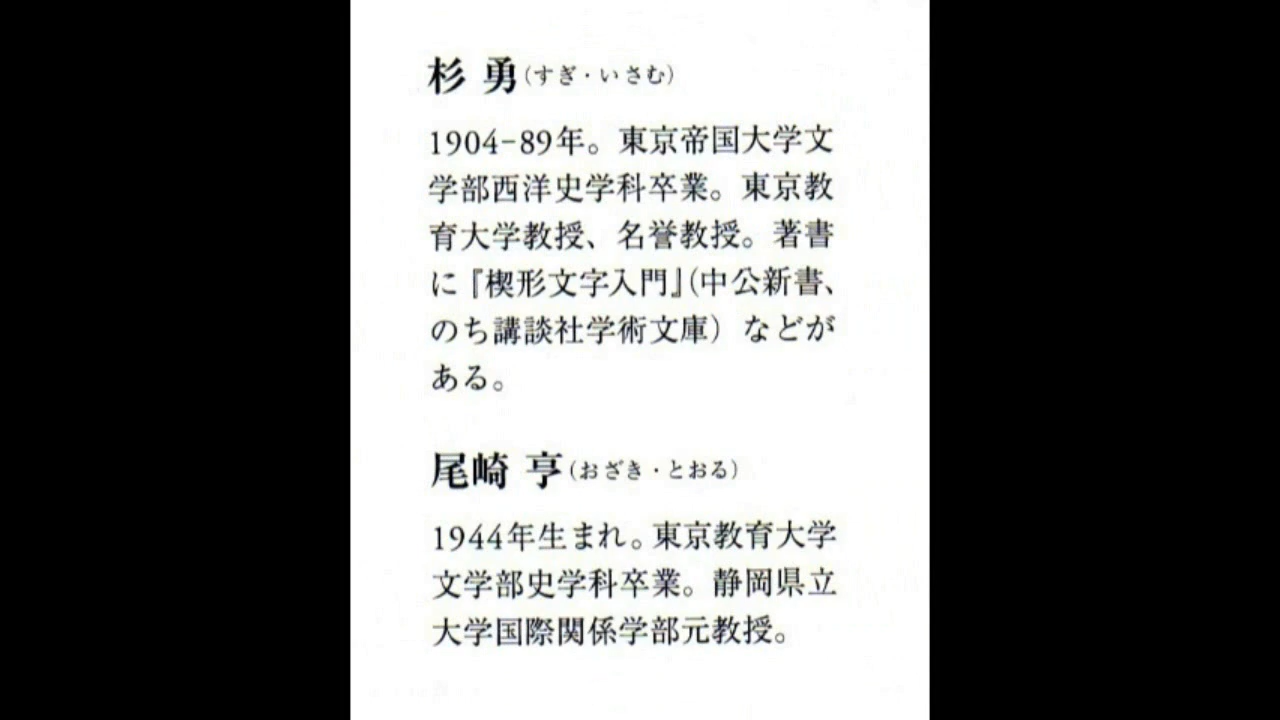 杉 勇(すぎ・いさむ)
1904-89年。東京帝国大学文
学部西洋史学科卒業。東京教
育大学教授、名誉教授。著書
に『楔形文字入門』(中公新書、
のち講談社学術文庫)などが
ある。
尾崎 亨(おざき・とおる)
1944年生まれ。東京教育大学
文学部史学科卒業。静岡県立
大学国際関係学部元教授。